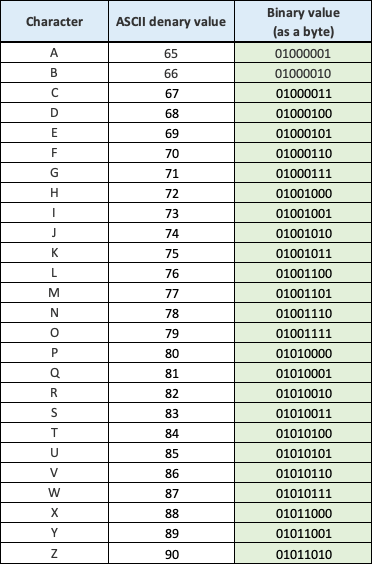 Character ASCII denary value Binary value
(as a byte)
A 65 01000001
B 66 01000010
C 67 01000011
D 68 01000100
E 69 01000101
F 70 01000110
G 71 01000111
H 72 01001000
I 73 01001001
J 74 01001010
K 75 01001011
L 76 01001100
M 77 01001101
N 78 01001110
O 79 01001111
P 80 01010000
Q 81 01010001
R 82 01010010
S 83 01010011
T 84 01010100
U 85 01010101
V 86 01010110
W 87 01010111
X 88 01011000
Y 89 01011001
Z 90 01011010